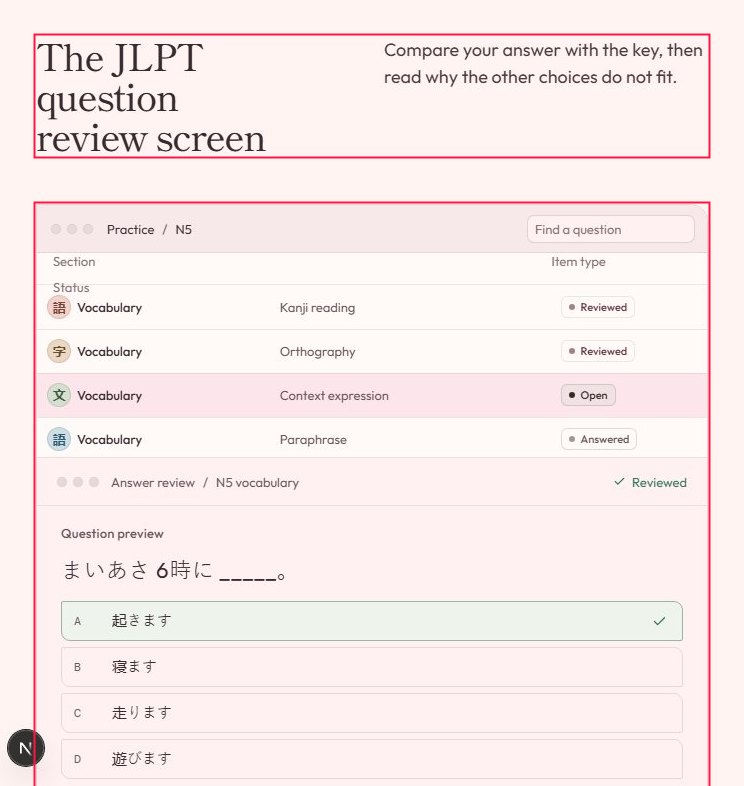 The JLPT
question
review screen
Compare your answer with the key, then
read why the other choices do not fit.
Practice / N5
Find a question
Section
Item type
Status
語 Vocabulary Kanji reading Reviewed
字 Vocabulary Orthography Reviewed
文 Vocabulary Context expression Open
語 Vocabulary Paraphrase Answered
Answer review / N5 vocabulary
Reviewed
Question preview
まいあさ 6時に _____。
A 起きます
B 寝ます
C 走ります
N
D 遊びます